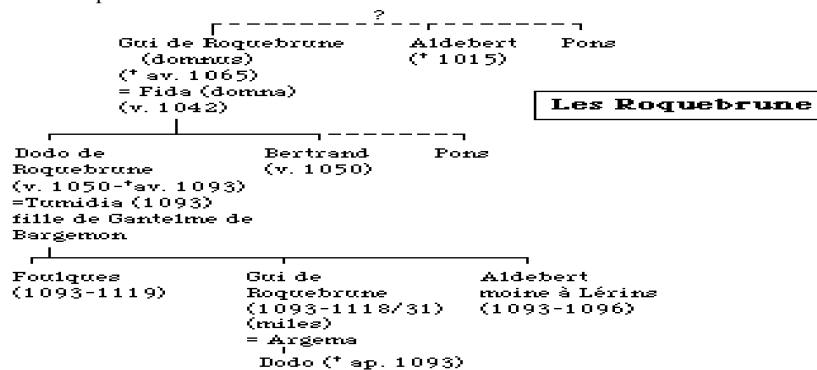 ?
Gui de Roquebrune
(domnus)
(† av. 1065)
= Fida (domna)
(v. 1042)
Aldebert
(† 1015)
Pons
Les Roquebrune
Dodo de
Roquebrune
(v. 1050-†av. 1093)
=Tumidia (1093)
fille de Gantelme de
Bargemon
Bertrand
(v. 1050)
Pons
Foulques
(1093-1119)
Gui de
Roquebrune
(1093-1118/31)
(miles)
= Argema
Dodo († ap. 1093)
Aldebert
moine à Lérins
(1093-1096)